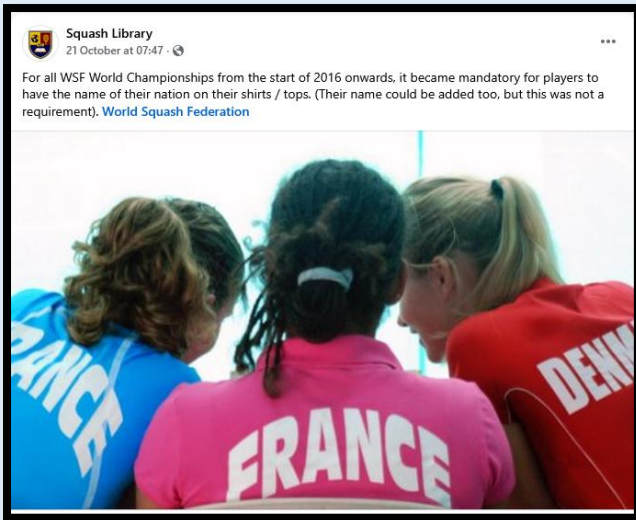 Squash Library
21 October at 07:47 ·
For all WSF World Championships from the start of 2016 onwards, it became mandatory for players to
have the name of their nation on their shirts / tops. (Their name could be added too, but this was not a
requirement). World Squash Federation
RANCE
FRANCE
DENM